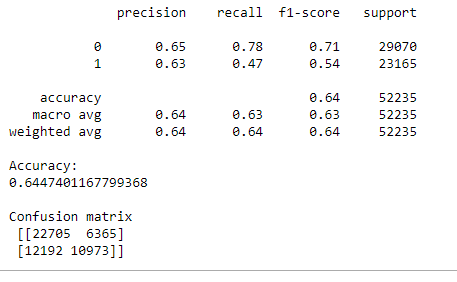 precision recall f1-score support
0 0.65 0.78 0.71 29070
1 0.63 0.47 0.54 23165
accuracy 0.64 52235
macro avg 0.64 0.63 0.63 52235
weighted avg 0.64 0.64 0.64 52235
Accuracy:
0.6447401167799368
Confusion matrix
[[22705 6365]
[12192 10973]]